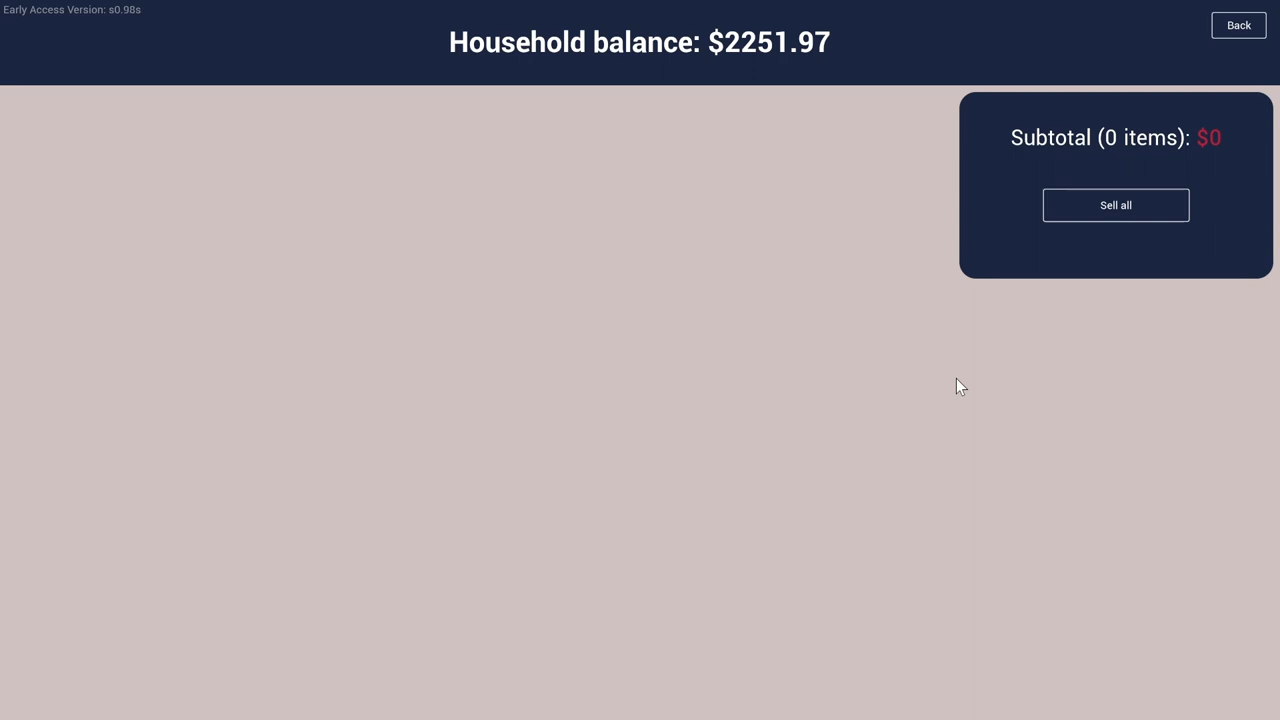 Early Access Version: s0.98s
Household balance: $2251.97
Back
Subtotal (0 items): $0
Sell all